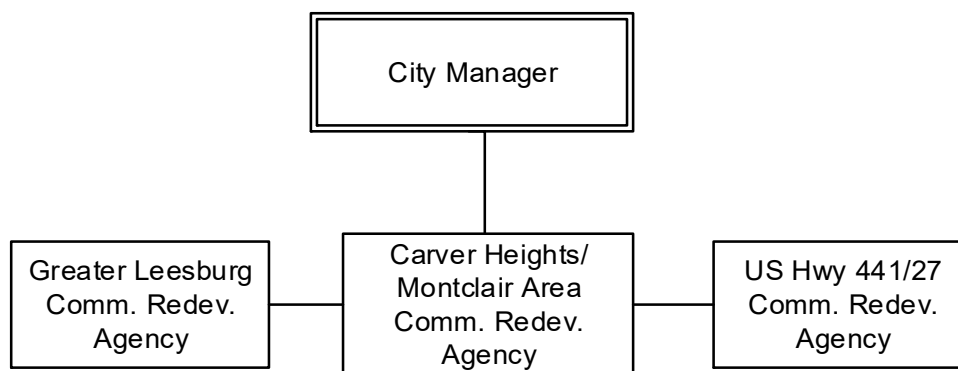 City Manager
Greater Leesburg
Comm. Redev.
Agency
Carver Heights/
Montclair Area
Comm. Redev.
Agency
US Hwy 441/27
Comm. Redev.
Agency